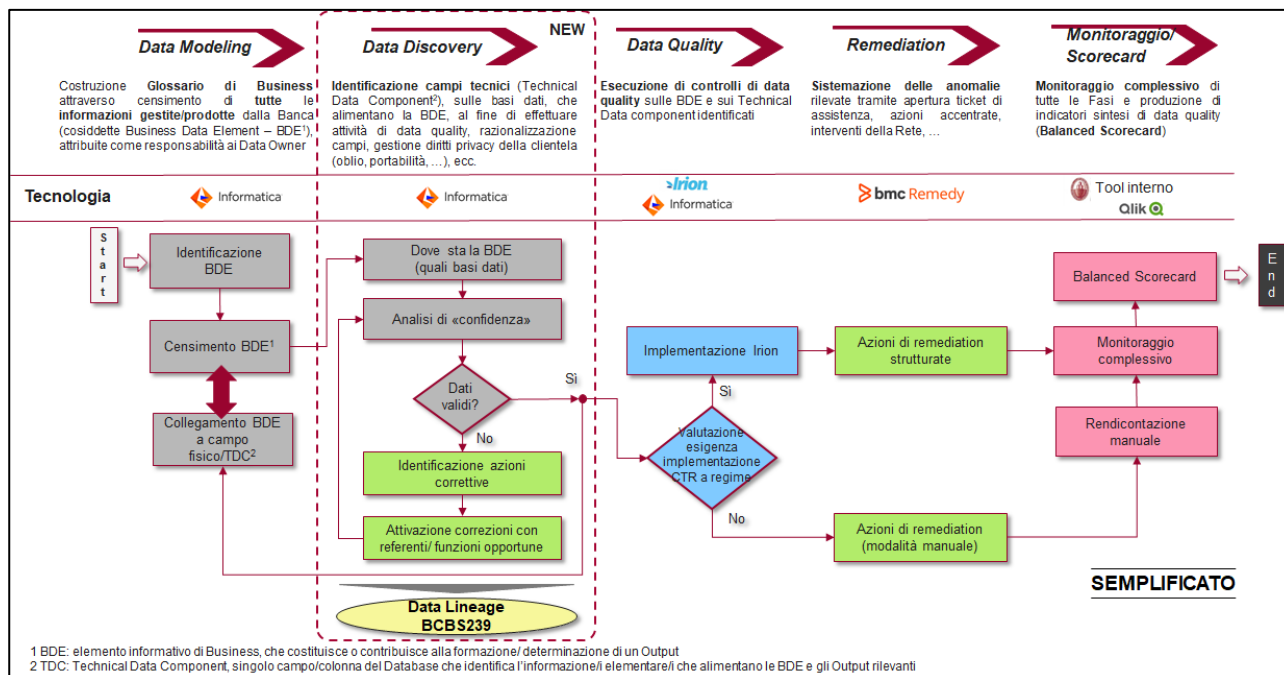 Data Modeling
Costruzione Glossario di Business
attraverso censimento di tutte le
informazioni gestite/prodotte dalla Banca
(cosiddette Business Data Element – BDE1),
attribuite come responsabilità ai Data Owner
NEW
Data Discovery
Identificazione campi tecnici (Technical
Data Component2), sulle basi dati, che
alimentano la BDE, al fine di effettuare
attività di data quality, razionalizzazione
campi, gestione diritti privacy della clientela
(oblio, portabilità, …), ecc.
Data Quality
Esecuzione di controlli di data
quality sulle BDE e sui Technical
Data component identificati
Remediation
Sistemazione delle anomalie
rilevate tramite apertura ticket di
assistenza, azioni accentrate,
interventi della Rete, …
Monitoraggio/
Scorecard
Monitoraggio complessivo di
tutte le Fasi e produzione di
indicatori sintesi di data quality
(Balanced Scorecard)
Tecnologia
Informatica
Informatica
Irion
Informatica
bmc Remedy
Tool interno
Qlik
Start
Identificazione
BDE
Censimento BDE1
Collegamento BDE
a campo
fisico/TDC2
Dove sta la BDE
(quali basi dati)
Analisi di «confidenza»
Dati
validi?
Sì
No
Identificazione azioni
correttive
Attivazione correzioni con
referenti/ funzioni opportune
Data Lineage
BCBS239
Implementazione Irion
Sì
Valutazione
esigenza
implementazione
CTR a regime
No
Azioni di remediation
strutturate
Azioni di remediation
(modalità manuale)
Balanced Scorecard
Monitoraggio
complessivo
Rendicontazione
manuale
End
SEMPLIFICATO
1 BDE: elemento informativo di Business, che costituisce o contribuisce alla formazione/ determinazione di un Output
2 TDC: Technical Data Component, singolo campo/colonna del Database che identifica l'informazione/i elementare/i che alimentano le BDE e gli Output rilevanti